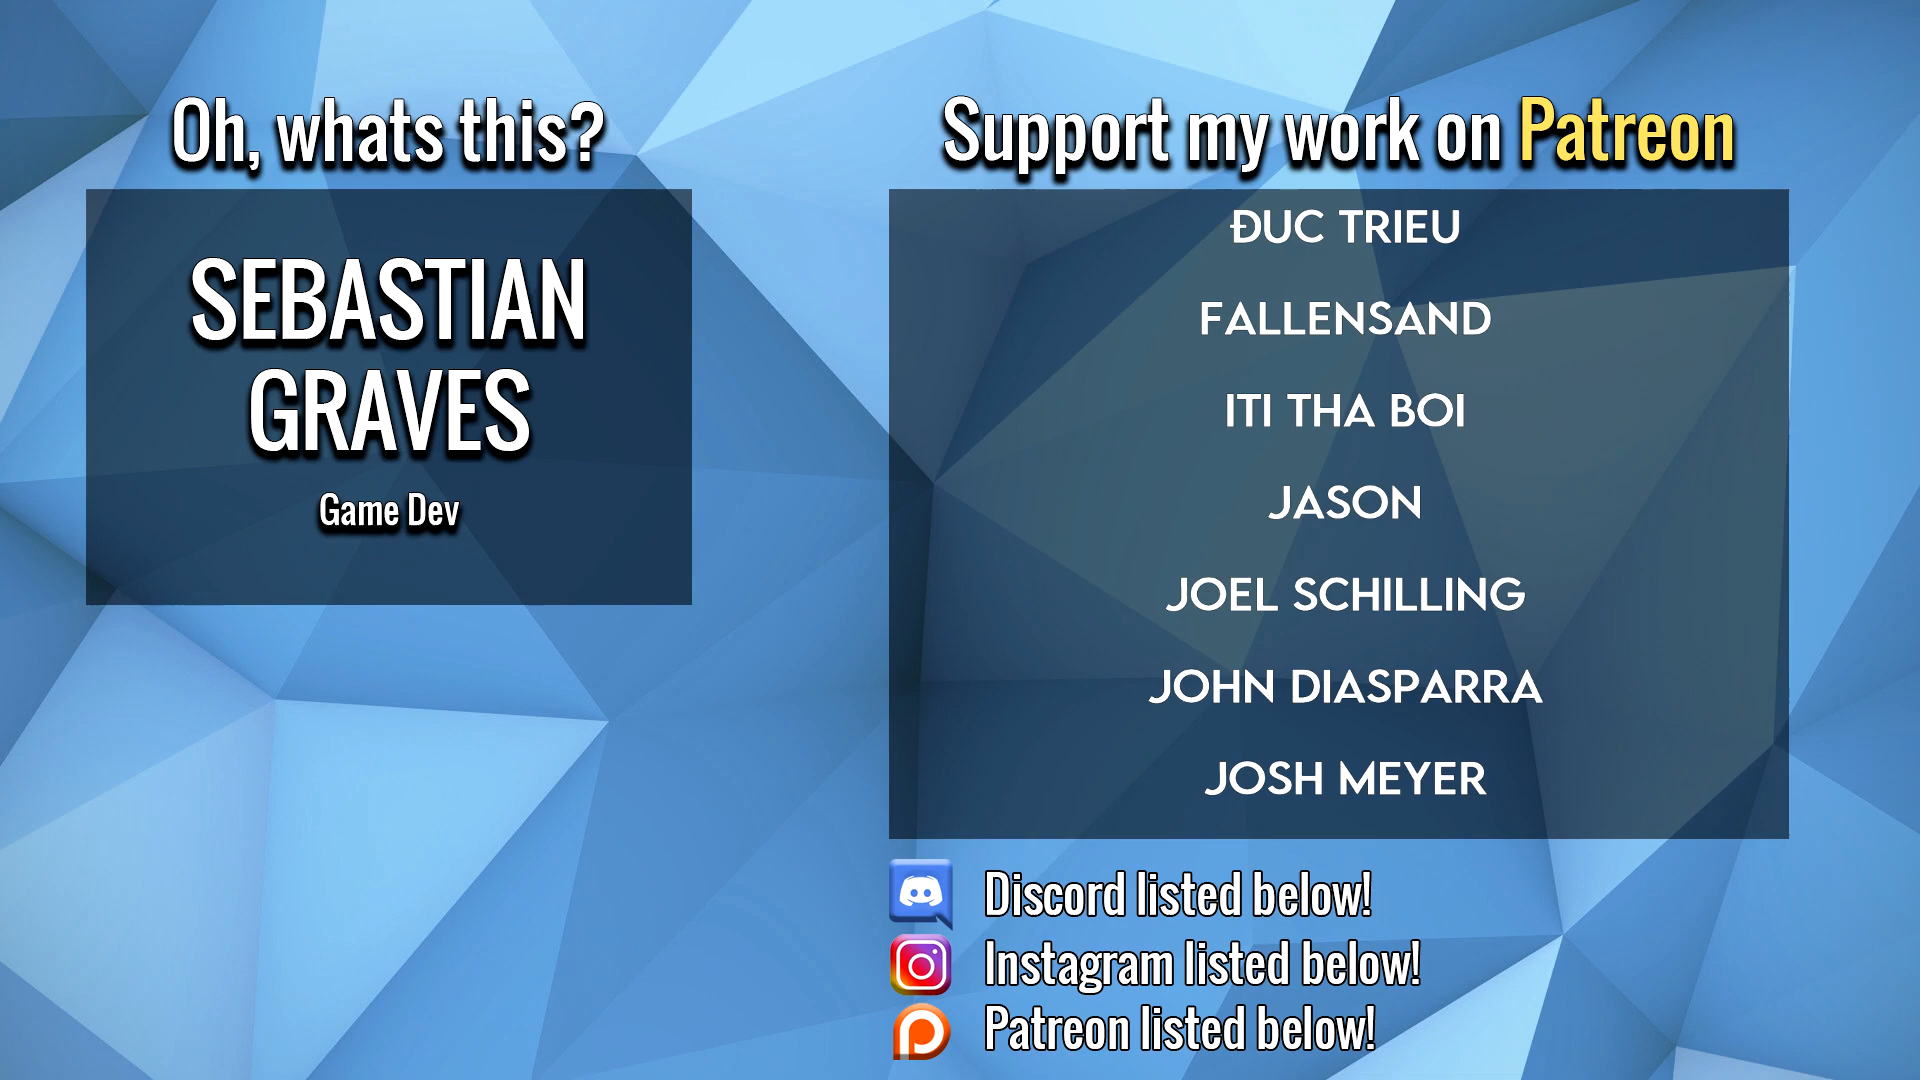 Oh, whats this?
SEBASTIAN
GRAVES
Game Dev
Support my work on Patreon
ĐUC TRIEU
FALLENSAND
ITI THA BOI
JASON
JOEL SCHILLING
JOHN DIASPARRA
JOSH MEYER
Discord listed below!
Instagram listed below!
Patreon listed below!